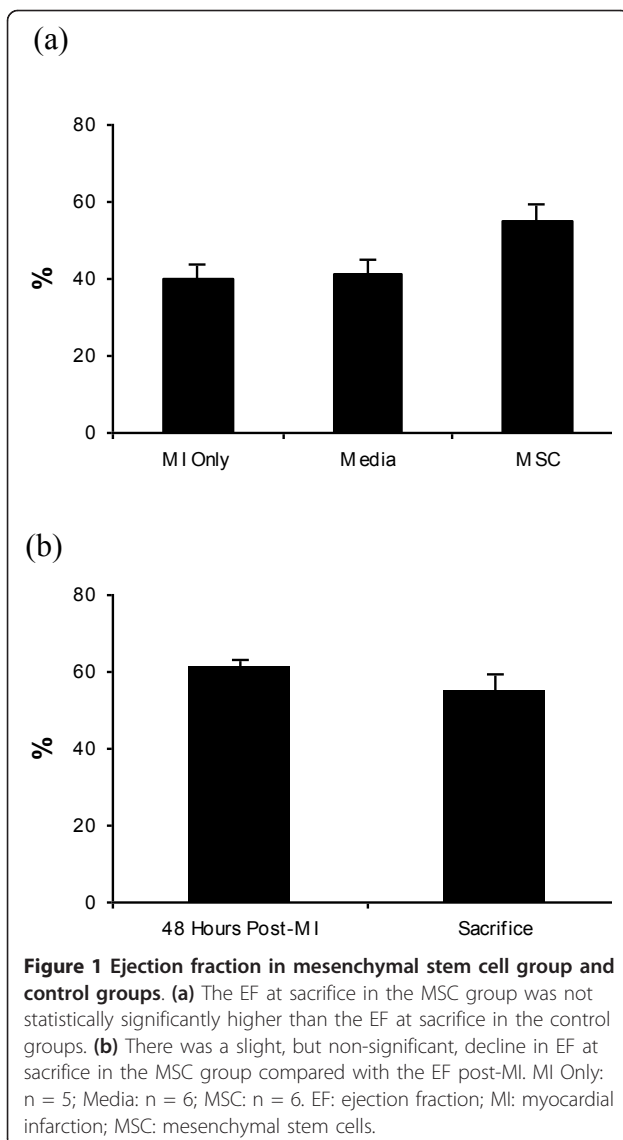 (a)
80
60
40
20
0
%
MI Only
Media
MSC
(b)
80
60
40
20
0
%
48 Hours Post-MI
Sacrifice
Figure 1 Ejection fraction in mesenchymal stem cell group and
control groups. (a) The EF at sacrifice in the MSC group was not
statistically significantly higher than the EF at sacrifice in the control
groups. (b) There was a slight, but non-significant, decline in EF at
sacrifice in the MSC group compared with the EF post-MI. MI Only:
n = 5; Media: n = 6; MSC: n = 6. EF: ejection fraction; MI: myocardial
infarction; MSC: mesenchymal stem cells.